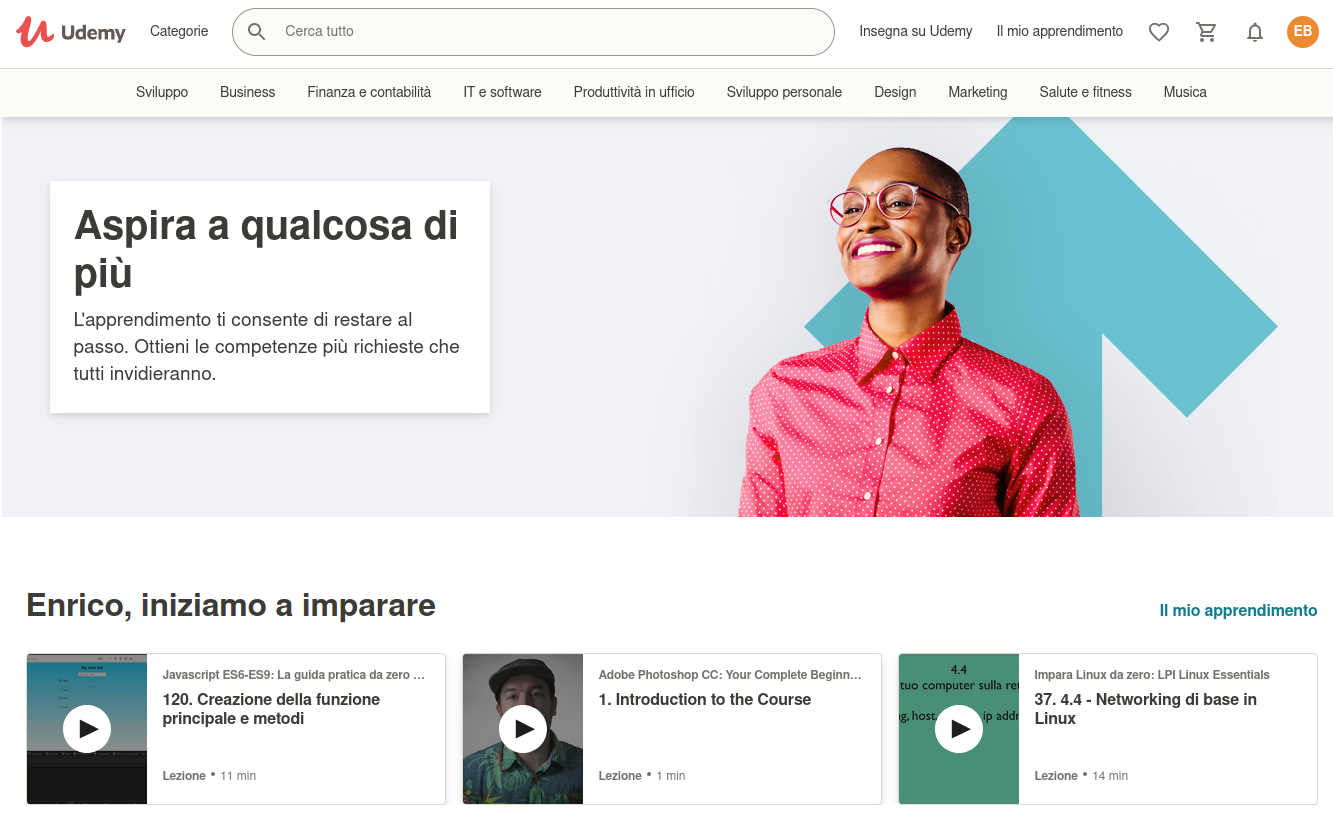 Udemy
Categorie
Cerca tutto
Insegna su Udemy
Il mio apprendimento
EB
Sviluppo
Business
Finanza e contabilità
IT e software
Produttività in ufficio
Sviluppo personale
Design
Marketing
Salute e fitness
Musica
Aspira a qualcosa di
più
L'apprendimento ti consente di restare al
passo. Ottieni le competenze più richieste che
tutti invidieranno.
Enrico, iniziamo a imparare
Il mio apprendimento
Javascript ES6-ES9: La guida pratica da zero ...
120. Creazione della funzione
principale e metodi
Lezione • 11 min
Adobe Photoshop CC: Your Complete Beginn...
1. Introduction to the Course
Lezione • 1 min
4.4
tuo computer sulla ret
g, host
ip addr
Impara Linux da zero: LPI Linux Essentials
37. 4.4 - Networking di base in
Linux
Lezione • 14 min